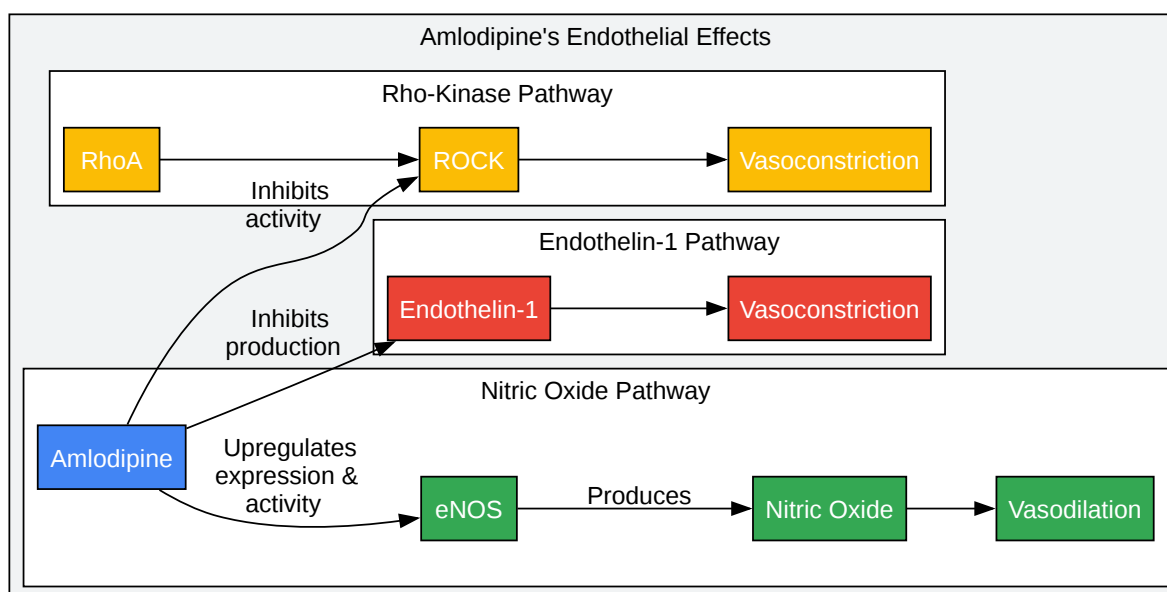 Amlodipine's Endothelial Effects
Rho-Kinase Pathway
RhoA
ROCK
Vasoconstriction
Inhibits
activity
Endothelin-1 Pathway
Endothelin-1
Vasoconstriction
Inhibits
production
Nitric Oxide Pathway
Amlodipine
Upregulates
expression &
activity
eNOS
Produces
Nitric Oxide
Vasodilation